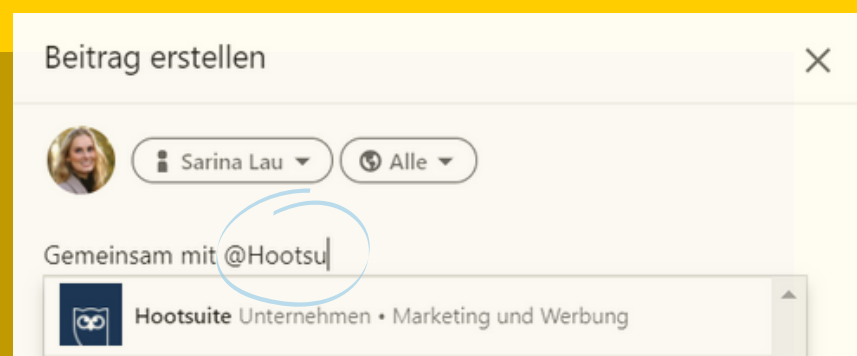 Beitrag erstellen
Sarina Lau Alle
Gemeinsam mit @Hootsu
Hootsuite Unternehmen • Marketing und Werbung